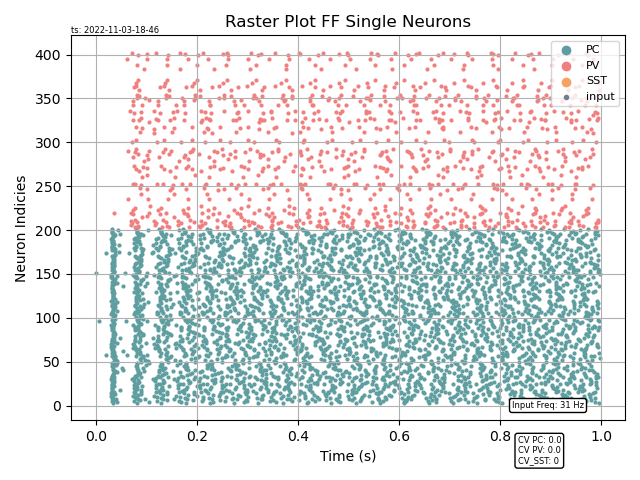 Raster Plot FF Single Neurons
ts: 2022-11-03-18-46
PC
PV
SST
input
400
350
300
250
200
150
100
50
0
Neuron Indicies
Input Freq: 31 Hz
0.0 0.2 0.4 0.6 0.8 1.0
Time (s)
CV PC: 0.0
CV PV: 0.0
CV_SST: 0